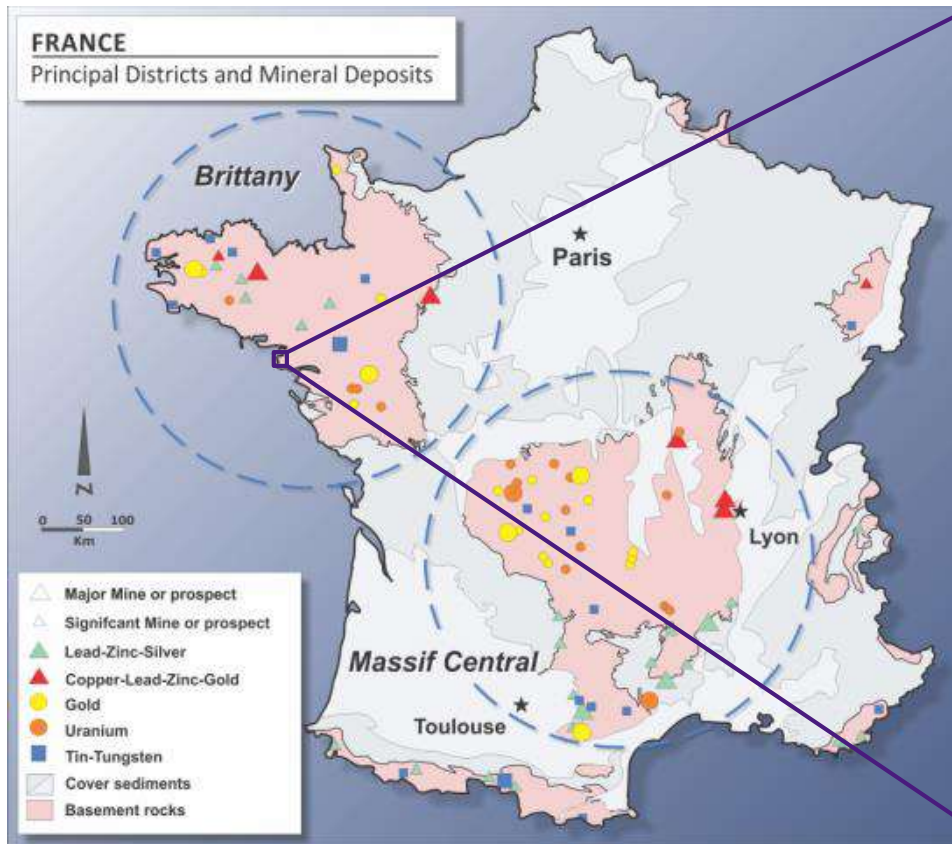 FRANCE
Principal Districts and Mineral Deposits
Brittany
Paris
N
0 50 100
Km
Lyon
Massif Central
Toulouse
Major Mine or prospect
Signifcant Mine or prospect
Lead-Zinc-Silver
Copper-Lead-Zinc-Gold
Gold
Uranium
Tin-Tungsten
Cover sediments
Basement rocks